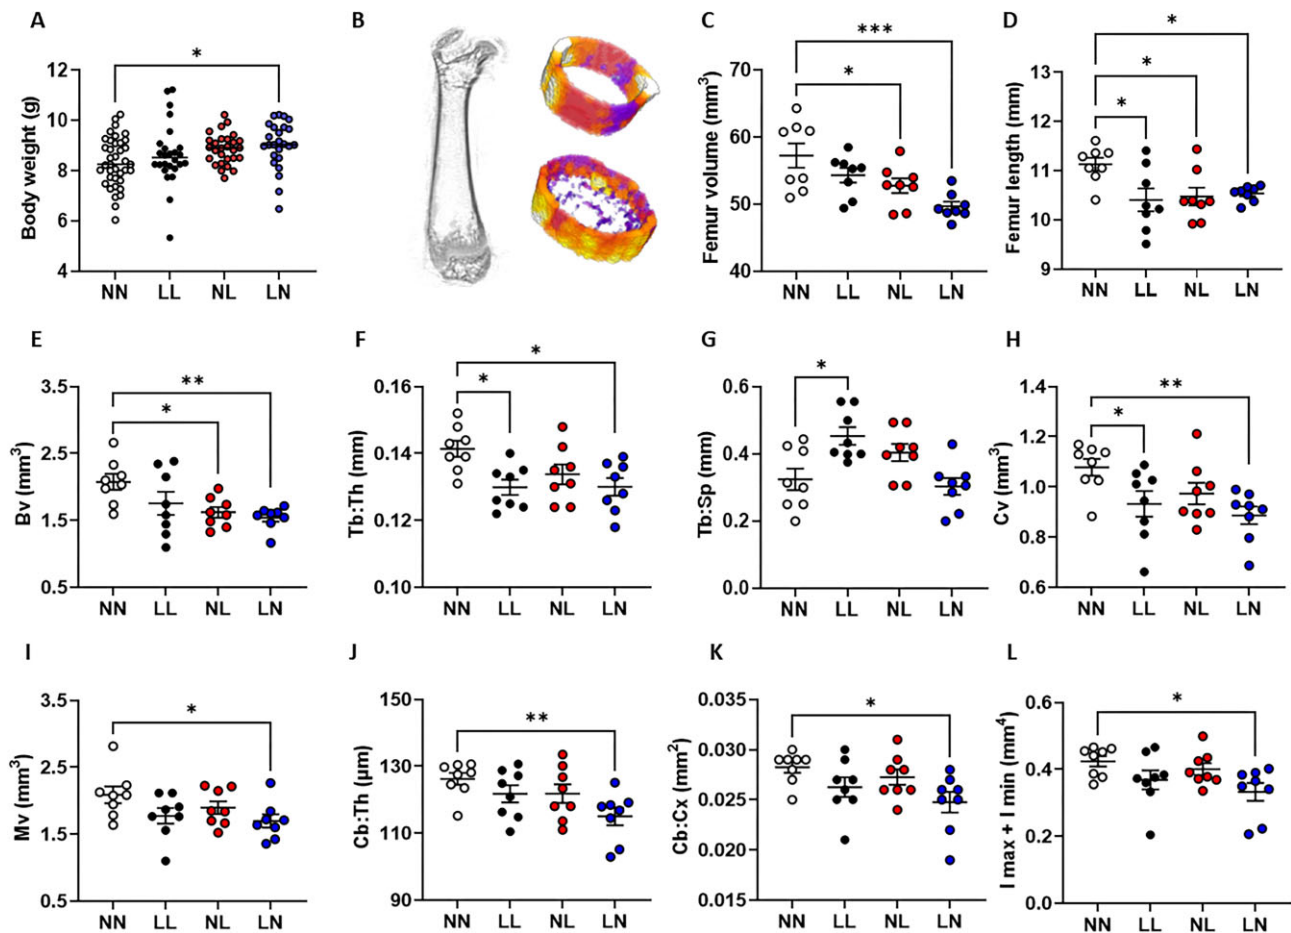 A
B
C
D
*
12
10
8
6
4
Body weight (g)
NN
LL
NL
LN
***
*
70
60
50
40
Femur volume (mm³)
NN
LL
NL
LN
*
*
*
13
12
11
10
9
Femur length (mm)
NN
LL
NL
LN
E
F
G
H
**
*
3.5
2.5
1.5
0.5
Bv (mm³)
NN
LL
NL
LN
*
*
0.16
0.14
0.12
0.10
Tb:Th (mm)
NN
LL
NL
LN
*
0.6
0.4
0.2
0.0
Tb:Sp (mm)
NN
LL
NL
LN
**
*
1.4
1.2
1.0
0.8
0.6
Cv (mm³)
NN
LL
NL
LN
I
J
K
L
*
3.5
2.5
1.5
0.5
Mv (mm³)
NN
LL
NL
LN
**
150
130
110
90
Cb:Th (µm)
NN
LL
NL
LN
*
0.035
0.030
0.025
0.020
0.015
Cb:Cx (mm²)
NN
LL
NL
LN
*
0.6
0.4
0.2
0.0
I max + I min (mm⁴)
NN
LL
NL
LN